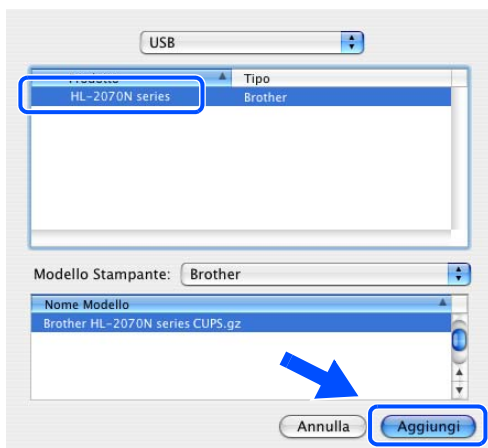 USB
Prodotto Tipo
HL-2070N series Brother
Modello Stampante: Brother
Nome Modello
Brother HL-2070N series CUPS.gz
Annulla Aggiungi